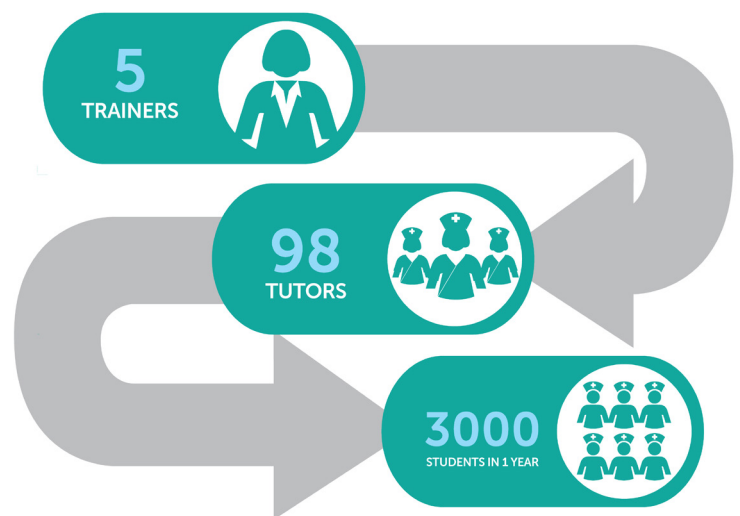 5
TRAINERS
98
TUTORS
3000
STUDENTS IN 1 YEAR